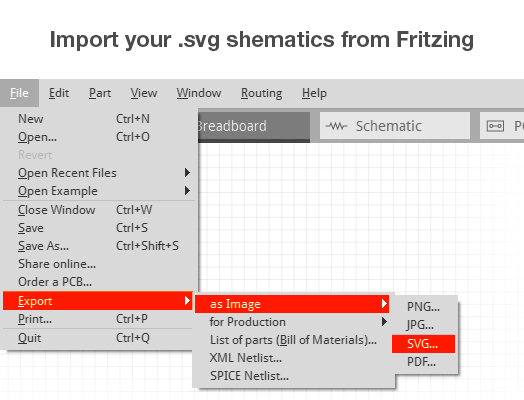 Import your .svg shematics from Fritzing
File Edit Part View Window Routing Help
Breadboard Schematic
New Ctrl+N
Open... Ctrl+O
Revert
Open Recent Files
Open Example
Close Window Ctrl+W
Save Ctrl+S
Save As... Ctrl+Shift+S
Share online...
Order a PCB...
Export
Print... Ctrl+P
Quit Ctrl+Q
as Image
for Production
List of parts (Bill of Materials)...
XML Netlist...
SPICE Netlist...
PNG...
JPG...
SVG...
PDF...